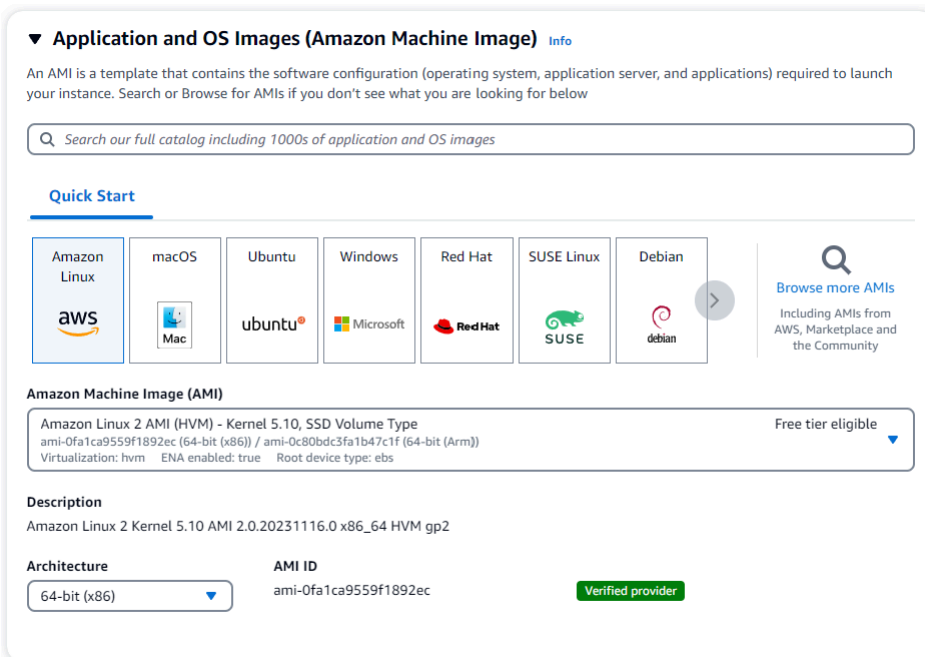 Application and OS Images (Amazon Machine Image) Info
An AMI is a template that contains the software configuration (operating system, application server, and applications) required to launch
your instance. Search or Browse for AMIs if you don't see what you are looking for below
Search our full catalog including 1000s of application and OS images
Quick Start
Amazon
Linux
aws
macOS
Mac
Ubuntu
ubuntu
Windows
Microsoft
Red Hat
Red Hat
SUSE Linux
SUSE
Debian
debian
Browse more AMIs
Including AMIs from
AWS, Marketplace and
the Community
Amazon Machine Image (AMI)
Amazon Linux 2 AMI (HVM) - Kernel 5.10, SSD Volume Type
Free tier eligible
ami-0fa1ca9559f1892ec (64-bit (x86)) / ami-0c80bdc3fa1b47c1f (64-bit (Arm))
Virtualization: hvm ENA enabled: true Root device type: ebs
Description
Amazon Linux 2 Kernel 5.10 AMI 2.0.20231116.0 x86_64 HVM gp2
Architecture
64-bit (x86)
AMI ID
ami-0fa1ca9559f1892ec
Verified provider